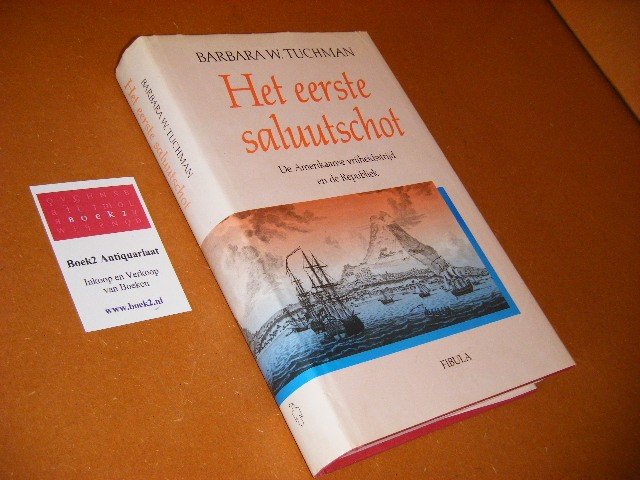 BARBARA W. TUCHMAN
Het eerste
saluutschot
De Amerikaanse vrijheidsstrijd
en de Republiek
FIBULA
BARBARA W. TUCHMAN
Het eerste saluutschot
BOEK2
Boek2 Antiquariaat
Inkoop en Verkoop
van Boeken
www.boek2.nl